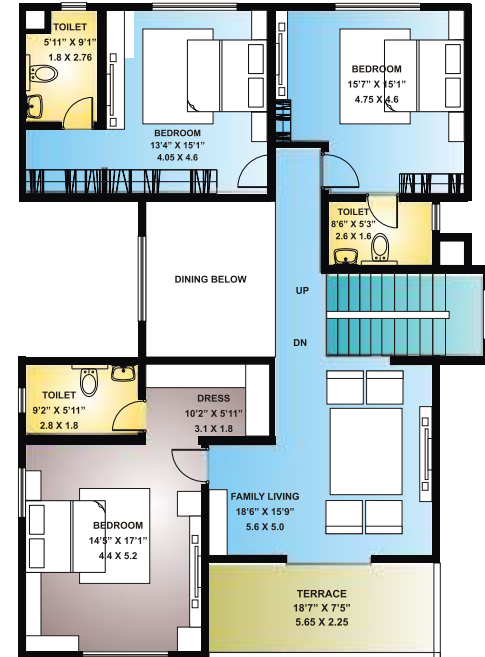 TOILET
5'11" X 9'1"
1.8 X 2.76
BEDROOM
13'4" X 15'1"
4.05 X 4.6
BEDROOM
15'7" X 15'1"
4.75 X 4.6
TOILET
8'6" X 5'3"
2.6 X 1.6
DINING BELOW
UP
DN
TOILET
9'2" X 5'11"
2.8 X 1.8
DRESS
10'2" X 5'11"
3.1 X 1.8
FAMILY LIVING
18'6" X 15'9"
5.6 X 5.0
BEDROOM
14'5" X 17'1"
4.4 X 5.2
TERRACE
18'7" X 7'5"
5.65 X 2.25